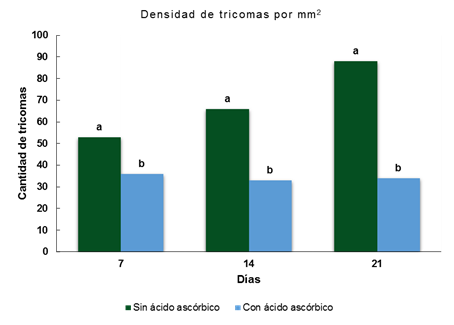 Densidad de tricomas por mm²
Cantidad de tricomas
100
90
80
70
60
50
40
30
20
10
0
a
b
a
b
a
b
7
14
21
Días
Sin ácido ascórbico
Con ácido ascórbico